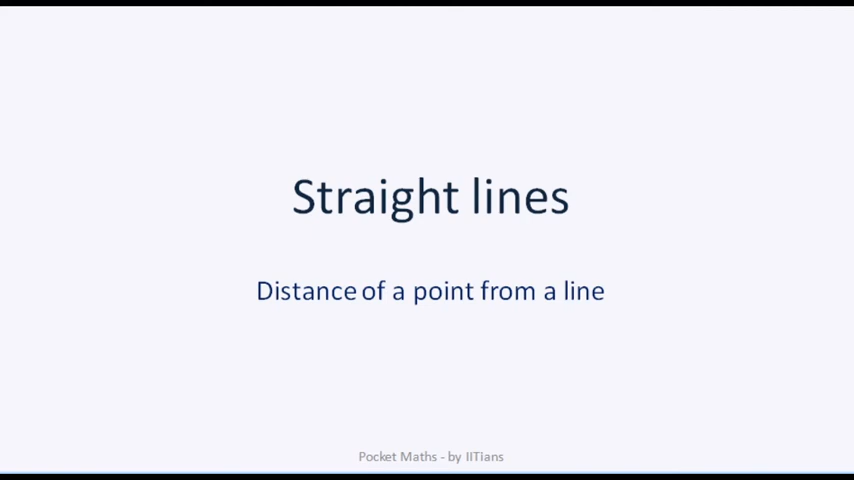 Straight lines
Distance of a point from a line
Pocket Maths - by IITians